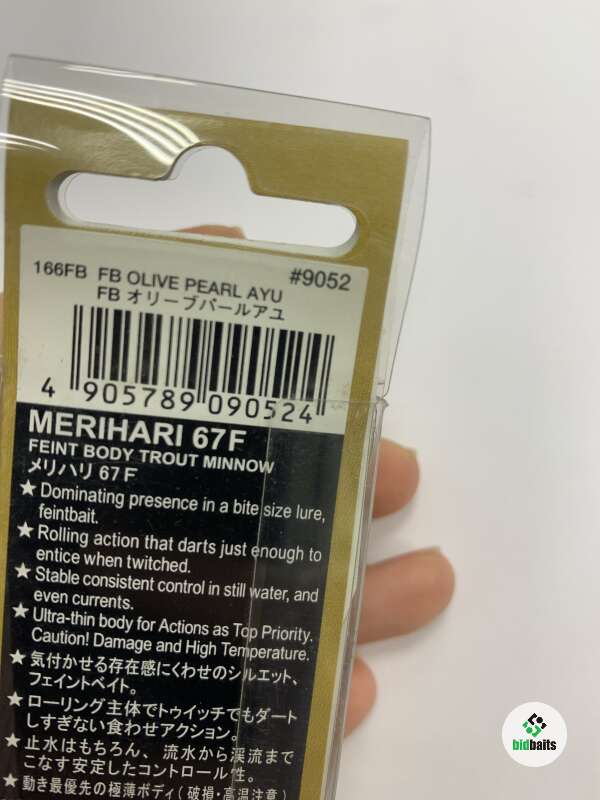 166FB FB OLIVE PEARL AYU #9052
FB オリーブパールアユ
4 905789 090524
MERIHARI 67F
FEINT BODY TROUT MINNOW
メリハリ 67F
★Dominating presence in a bite size lure,
feintbait.
★Rolling action that darts just enough to
entice when twitched.
★Stable consistent control in still water, and
even currents.
★Ultra-thin body for Actions as Top Priority.
Caution! Damage and High Temperature.
★気付かせる存在感にくわせのシルエット、
フェイントベイト。
★ローリング主体でトゥイッチでもダート
しすぎない食わせアクション。
★止水はもちろん、流水から渓流まで
こなす安定したコントロール性。
★動き最優先の極薄ボディ(破損・高温注意)
bidbaits